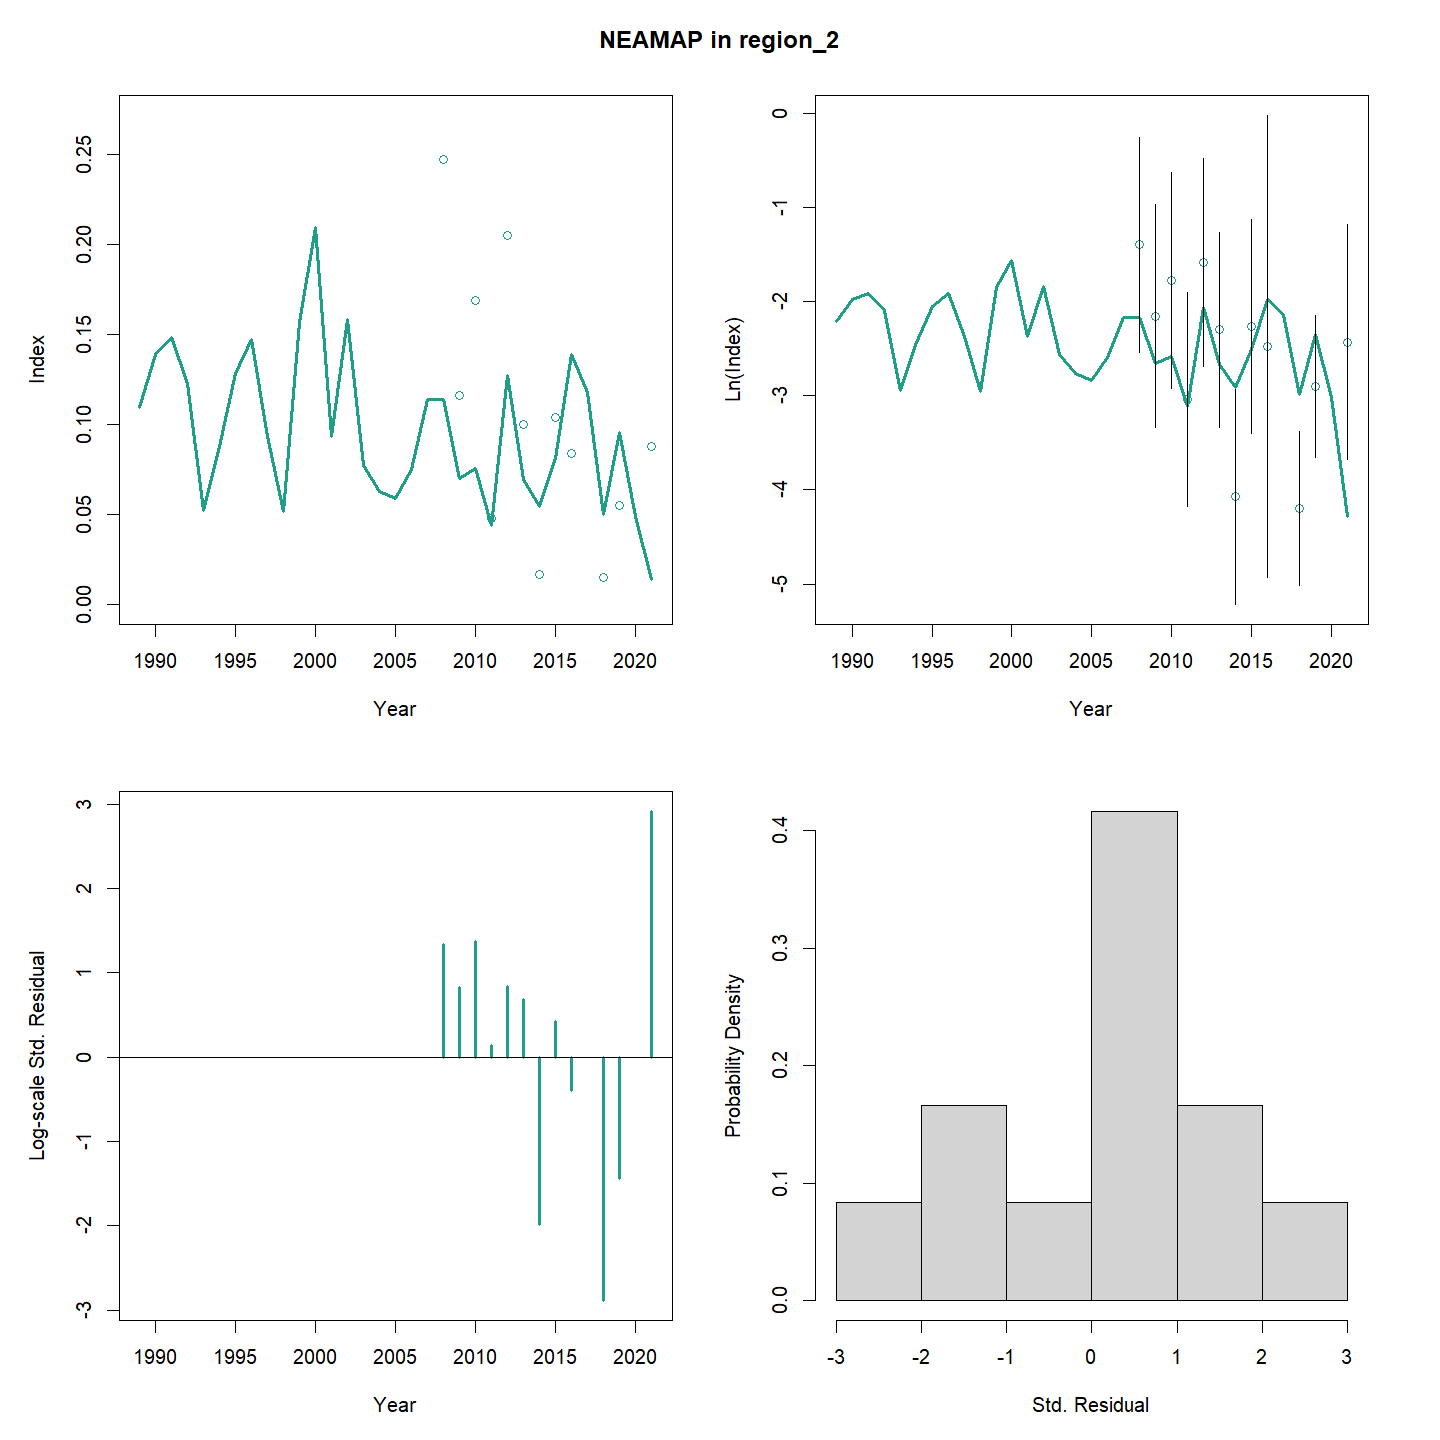 NEAMAP in region_2
Index
0.00 0.05 0.10 0.15 0.20 0.25
1990 1995 2000 2005 2010 2015 2020
Year
Ln(Index)
-5 -4 -3 -2 -1 0
1990 1995 2000 2005 2010 2015 2020
Year
Log-scale Std. Residual
-3 -2 -1 0 1 2 3
1990 1995 2000 2005 2010 2015 2020
Year
Probability Density
0.0 0.1 0.2 0.3 0.4
-3 -2 -1 0 1 2 3
Std. Residual